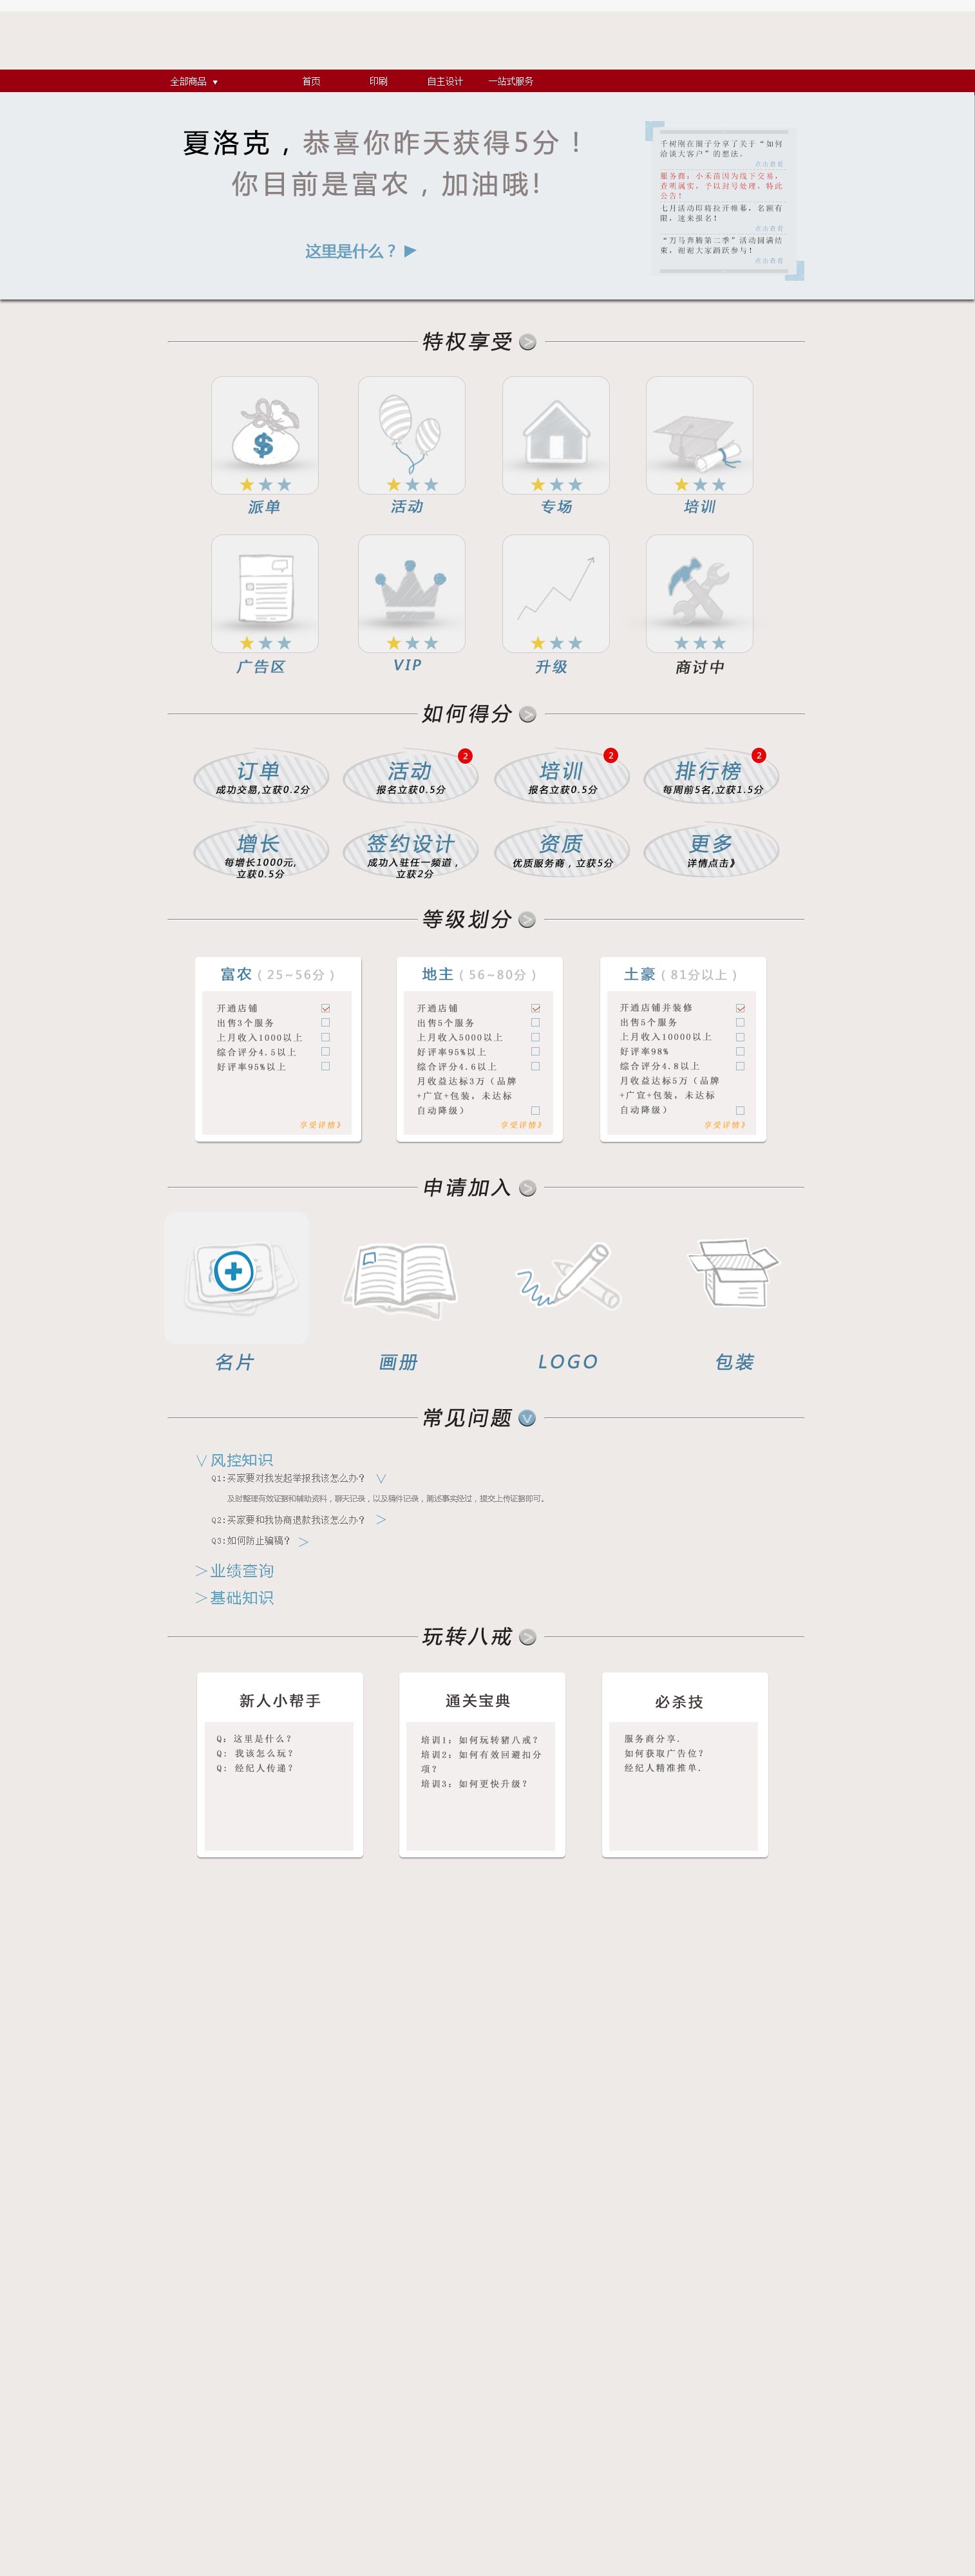 全部商品 ▼ 首页 印刷 自主设计 一站式服务
夏洛克，恭喜你昨天获得5分！
你目前是富农，加油哦!
这里是什么？▶
千树刚在圈子分享了关于“如何
洽谈大客户”的想法。
点击查看
服务商：小禾苗因为线下交易，
查明属实。予以封号处理。特此
公告！
七月活动即将拉开帷幕，名额有
限，速来报名！
点击查看
“万马奔腾第二季”活动圆满结
束，谢谢大家踊跃参与！
点击查看
特权享受 >
$
派单 活动 专场 培训
广告区 VIP 升级 商讨中
如何得分 >
订单
成功交易,立获0.2分
活动 2
报名立获0.5分
培训 2
报名立获0.5分
排行榜 2
每周前5名,立获1.5分
增长
每增长1000元,
立获0.5分
签约设计
成功入驻任一频道，
立获2分
资质
优质服务商，立获5分
更多
详情点击》
等级划分 >
富农（25~56分）
开通店铺
出售3个服务
上月收入1000以上
综合评分4.5以上
好评率95%以上
享受详情》
地主（56~80分）
开通店铺
出售5个服务
上月收入5000以上
好评率95%以上
综合评分4.6以上
月收益达标3万（品牌
+广宣+包装，未达标
自动降级）
享受详情》
土豪（81分以上）
开通店铺并装修
出售5个服务
上月收入10000以上
好评率98%
综合评分4.8以上
月收益达标5万（品牌
+广宣+包装，未达标
自动降级）
享受详情》
申请加入 >
名片 画册 LOGO 包装
常见问题 ∨
∨风控知识
Q1:买家要对我发起举报我该怎么办？ ∨
及时整理有效证据和辅助资料，聊天记录，以及稿件记录，阐述事实经过，提交上传证据即可。
Q2:买家要和我协商退款我该怎么办？ >
Q3:如何防止骗稿？ >
>业绩查询
>基础知识
玩转八戒 >
新人小帮手
Q：这里是什么？
Q: 我该怎么玩？
Q: 经纪人传递？
通关宝典
培训1：如何玩转猪八戒？
培训2：如何有效回避扣分
项？
培训3：如何更快升级？
必杀技
服务商分享.
如何获取广告位？
经纪人精准推单.